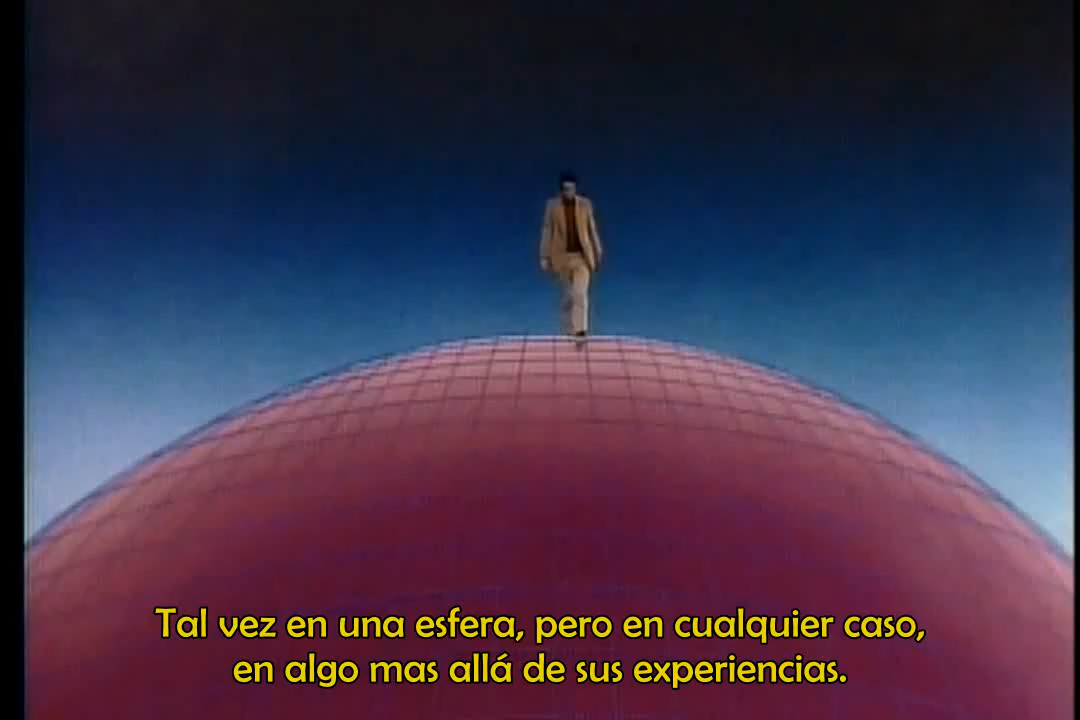 Tal vez en una esfera, pero en cualquier caso,
en algo mas allá de sus experiencias.